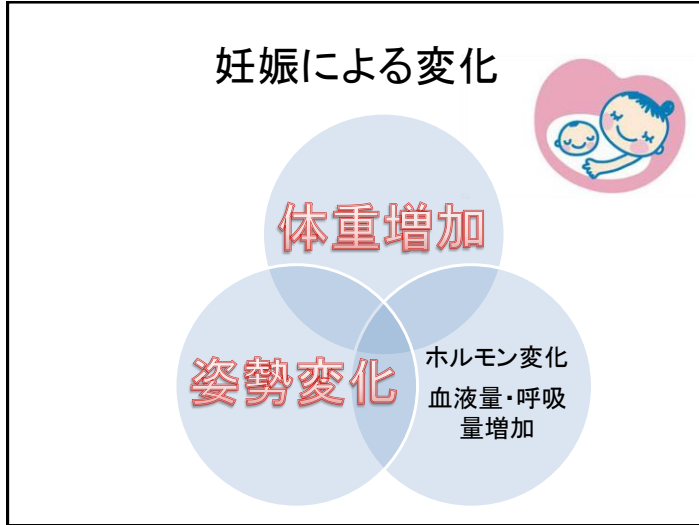 妊娠による変化
体重増加
姿勢変化
ホルモン変化
血液量・呼吸
量増加